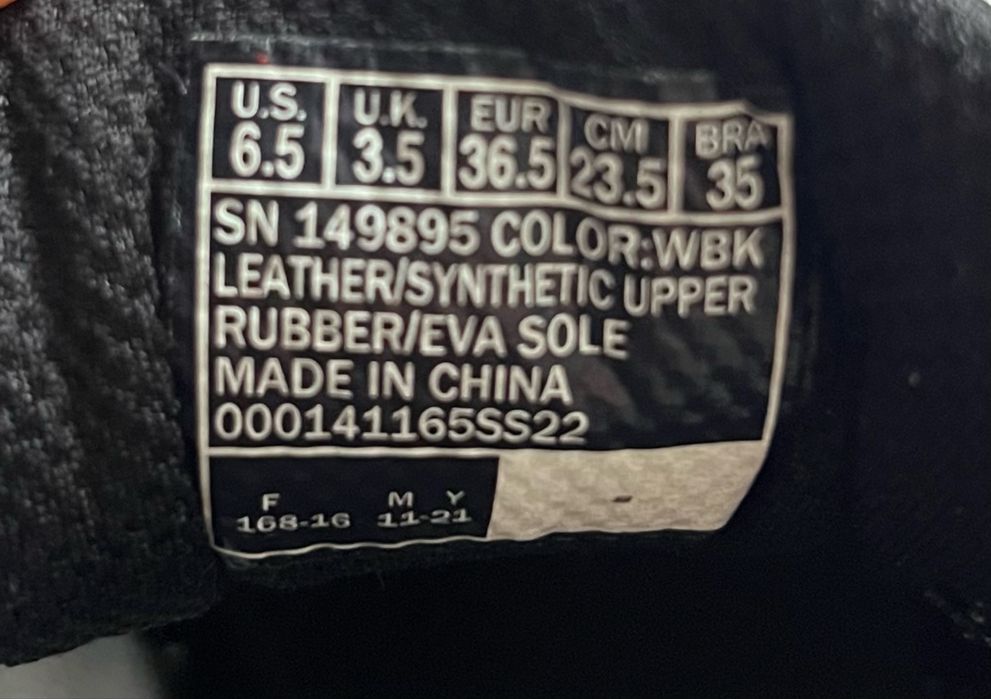 U.S. U.K. EUR CM BRA
6.5 3.5 36.5 23.5 35
SN 149895 COLOR:WBK
LEATHER/SYNTHETIC UPPER
RUBBER/EVA SOLE
MADE IN CHINA
000141165SS22
F M Y
168-16 11-21
-